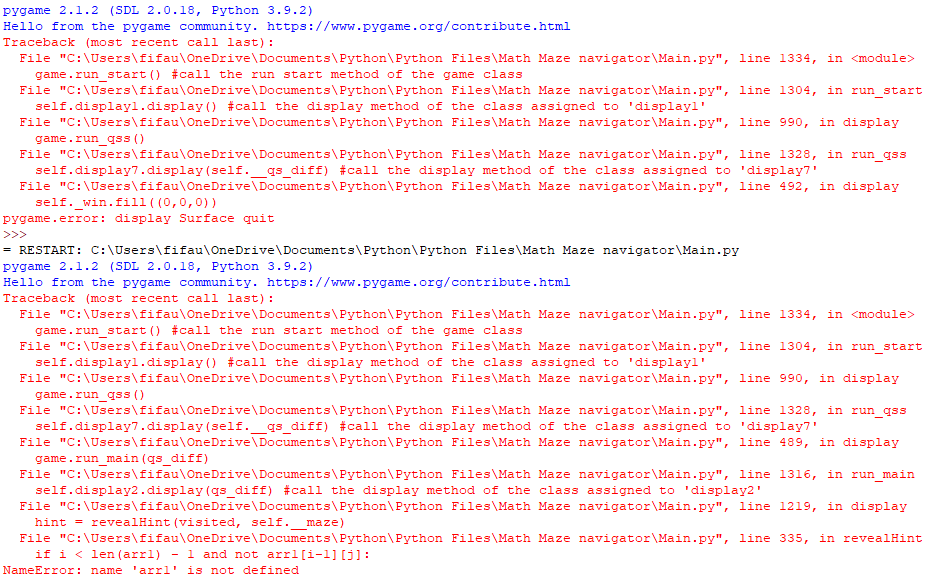 pygame 2.1.2 (SDL 2.0.18, Python 3.9.2)
Hello from the pygame community. https://www.pygame.org/contribute.html
Traceback (most recent call last):
  File "C:\Users\fifau\OneDrive\Documents\Python\Python Files\Math Maze navigator\Main.py", line 1334, in <module>
    game.run_start() #call the run start method of the game class
  File "C:\Users\fifau\OneDrive\Documents\Python\Python Files\Math Maze navigator\Main.py", line 1304, in run_start
    self.display1.display() #call the display method of the class assigned to 'display1'
  File "C:\Users\fifau\OneDrive\Documents\Python\Python Files\Math Maze navigator\Main.py", line 990, in display
    game.run_qss()
  File "C:\Users\fifau\OneDrive\Documents\Python\Python Files\Math Maze navigator\Main.py", line 1328, in run_qss
    self.display7.display(self.__qs_diff) #call the display method of the class assigned to 'display7'
  File "C:\Users\fifau\OneDrive\Documents\Python\Python Files\Math Maze navigator\Main.py", line 492, in display
    self._win.fill((0,0,0))
pygame.error: display Surface quit
>>>
= RESTART: C:\Users\fifau\OneDrive\Documents\Python\Python Files\Math Maze navigator\Main.py
pygame 2.1.2 (SDL 2.0.18, Python 3.9.2)
Hello from the pygame community. https://www.pygame.org/contribute.html
Traceback (most recent call last):
  File "C:\Users\fifau\OneDrive\Documents\Python\Python Files\Math Maze navigator\Main.py", line 1334, in <module>
    game.run_start() #call the run start method of the game class
  File "C:\Users\fifau\OneDrive\Documents\Python\Python Files\Math Maze navigator\Main.py", line 1304, in run_start
    self.display1.display() #call the display method of the class assigned to 'display1'
  File "C:\Users\fifau\OneDrive\Documents\Python\Python Files\Math Maze navigator\Main.py", line 990, in display
    game.run_qss()
  File "C:\Users\fifau\OneDrive\Documents\Python\Python Files\Math Maze navigator\Main.py", line 1328, in run_qss
    self.display7.display(self.__qs_diff) #call the display method of the class assigned to 'display7'
  File "C:\Users\fifau\OneDrive\Documents\Python\Python Files\Math Maze navigator\Main.py", line 489, in display
    game.run_main(qs_diff)
  File "C:\Users\fifau\OneDrive\Documents\Python\Python Files\Math Maze navigator\Main.py", line 1316, in run_main
    self.display2.display(qs_diff) #call the display method of the class assigned to 'display2'
  File "C:\Users\fifau\OneDrive\Documents\Python\Python Files\Math Maze navigator\Main.py", line 1219, in display
    hint = revealHint(visited, self.__maze)
  File "C:\Users\fifau\OneDrive\Documents\Python\Python Files\Math Maze navigator\Main.py", line 335, in revealHint
    if i < len(arr1) - 1 and not arr1[i-1][j]:
NameError: name 'arr1' is not defined